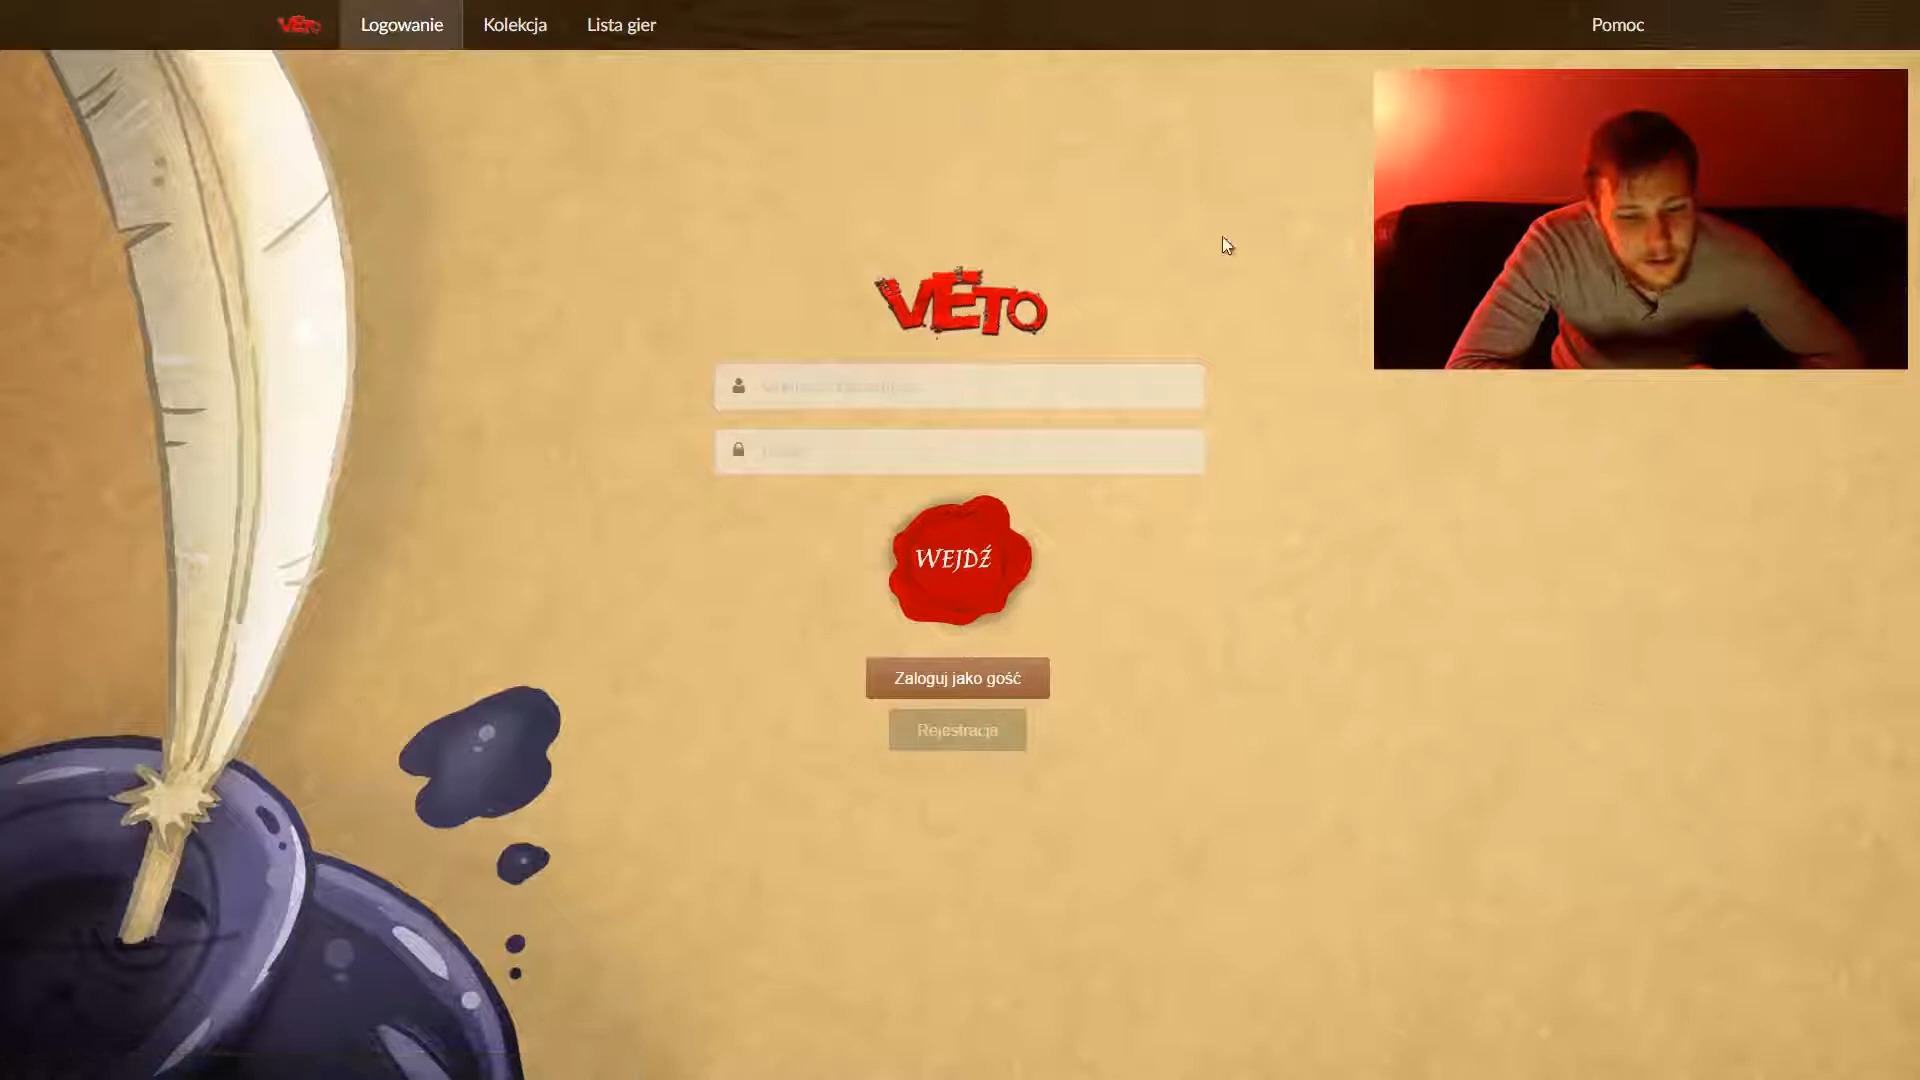 VETO
Logowanie
Kolekcja
Lista gier
Pomoc
VETO
WEJDŹ
Zaloguj jako gość
Rejestracja